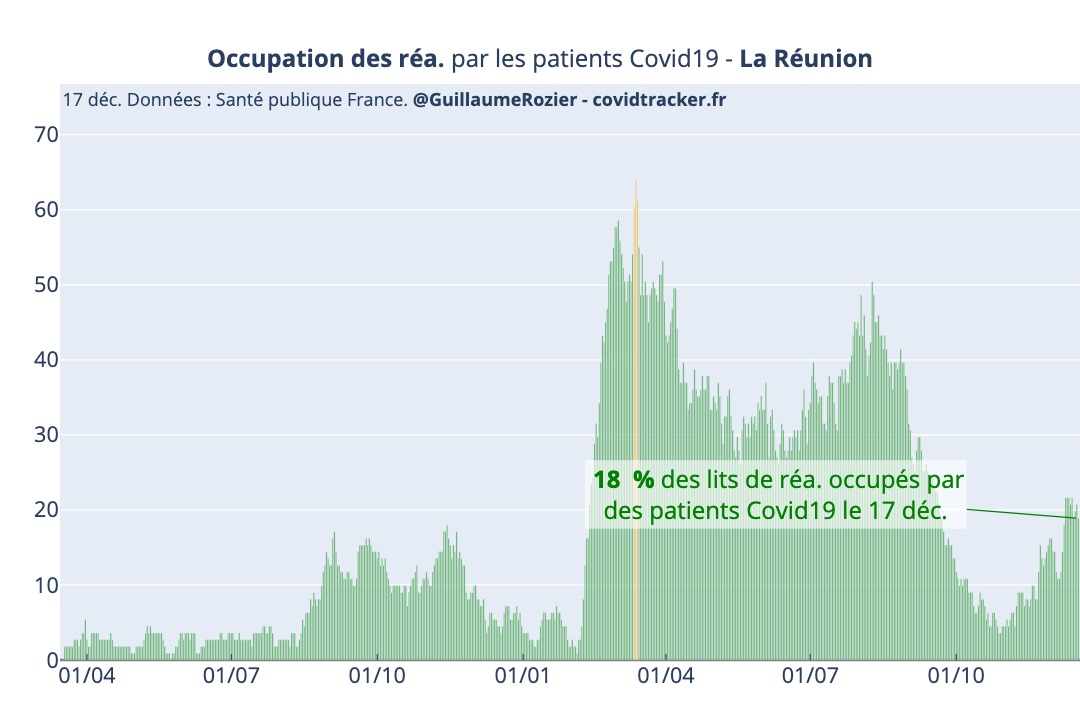 Occupation des réa. par les patients Covid19 - La Réunion
17 déc. Données : Santé publique France. @GuillaumeRozier - covidtracker.fr
70
60
50
40
30
20
10
0
18 % des lits de réa. occupés par
des patients Covid19 le 17 déc.
01/04 01/07 01/10 01/01 01/04 01/07 01/10